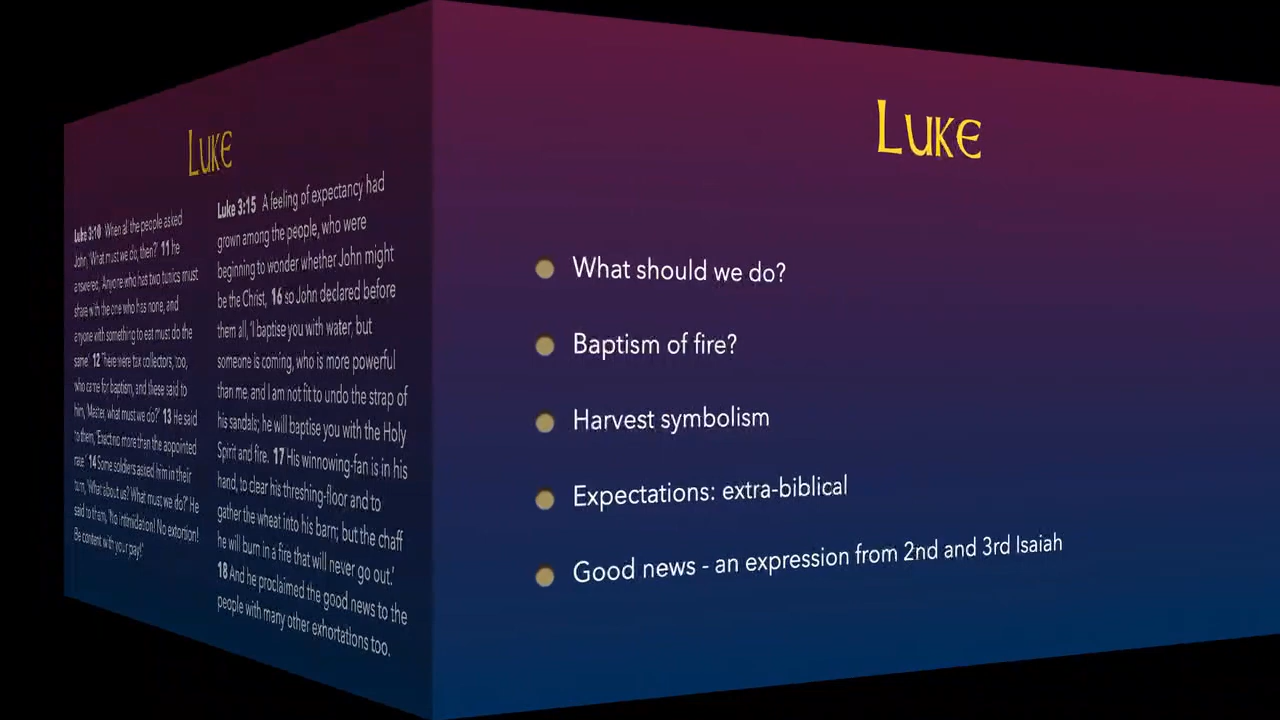 Luke
Luke 3:10 When all the people asked
John, 'What must we do, then?' 11 he
answered, 'Anyone who has two tunics must
share with the one who has none, and
anyone with something to eat must do the
same.' 12 There were tax collectors, too,
who came for baptism, and these said to
him, 'Master, what must we do?' 13 He said
to them, 'Exact no more than the appointed
rate.' 14 Some soldiers asked him in their
turn, 'What about us? What must we do?' He
said to them, 'No intimidation! No extortion!
Be content with your pay!'
Luke 3:15 A feeling of expectancy had
grown among the people, who were
beginning to wonder whether John might
be the Christ, 16 so John declared before
them all, 'I baptise you with water, but
someone is coming, who is more powerful
than me, and I am not fit to undo the strap of
his sandals; he will baptise you with the Holy
Spirit and fire. 17 His winnowing-fan is in his
hand, to clear his threshing-floor and to
gather the wheat into his barn; but the chaff
he will burn in a fire that will never go out.'
18 And he proclaimed the good news to the
people with many other exhortations too.
Luke
What should we do?
Baptism of fire?
Harvest symbolism
Expectations: extra-biblical
Good news - an expression from 2nd and 3rd Isaiah